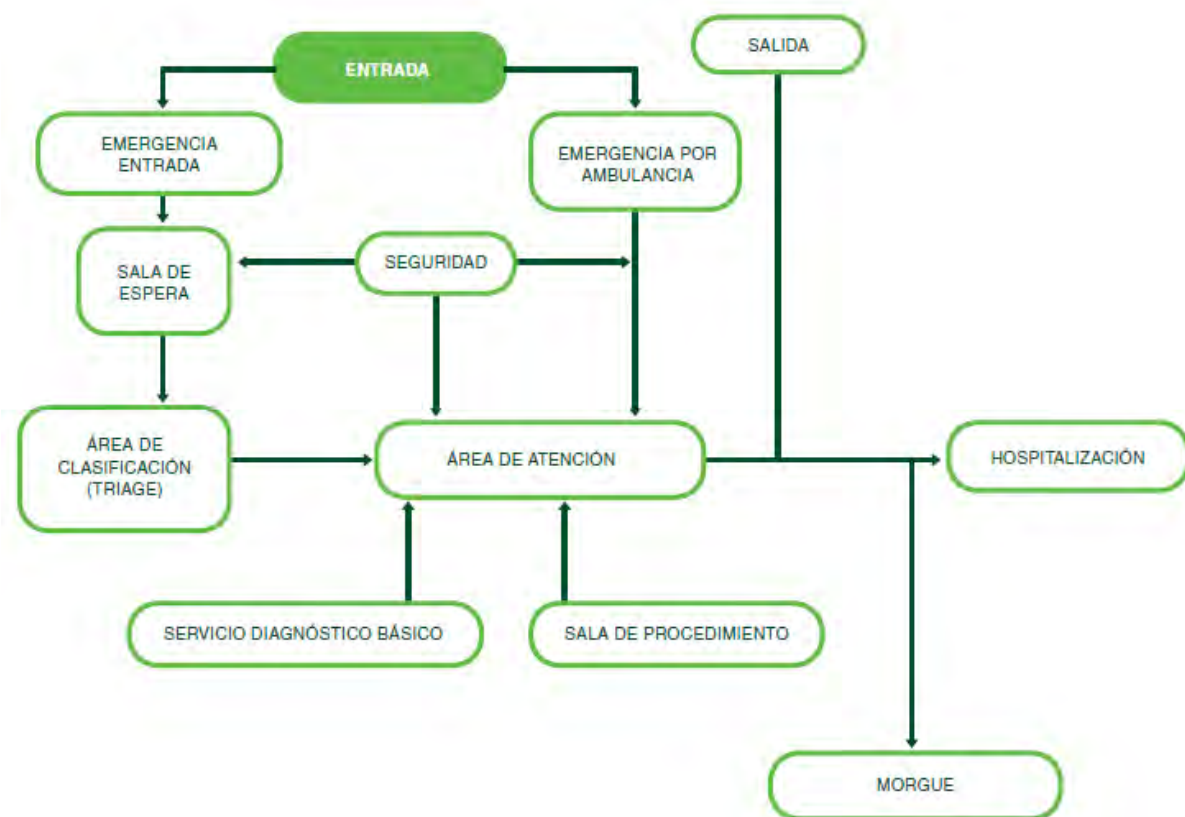 SALIDA
ENTRADA
EMERGENCIA
ENTRADA
EMERGENCIA POR
AMBULANCIA
SALA DE
ESPERA
SEGURIDAD
ÁREA DE
CLASIFICACIÓN
(TRIAGE)
ÁREA DE ATENCIÓN
HOSPITALIZACIÓN
SERVICIO DIAGNÓSTICO BÁSICO
SALA DE PROCEDIMIENTO
MORGUE